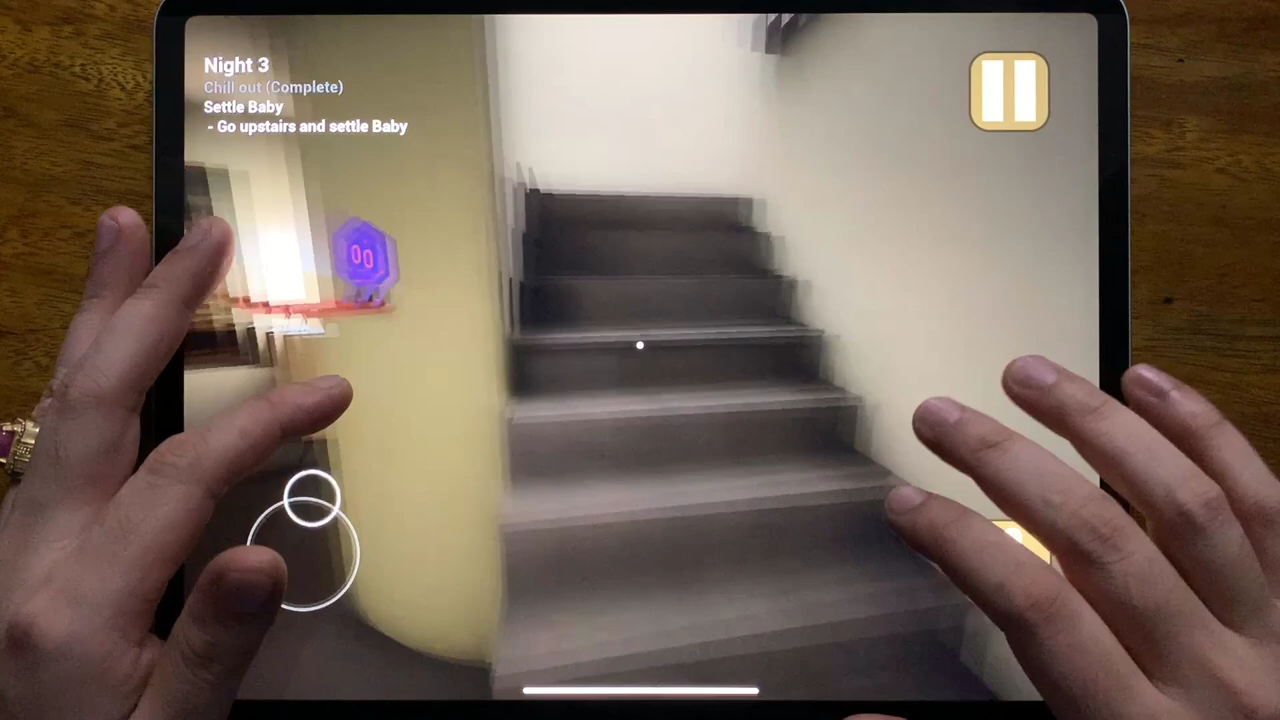 Night 3
Chill out (Complete)
Settle Baby
- Go upstairs and settle Baby
00